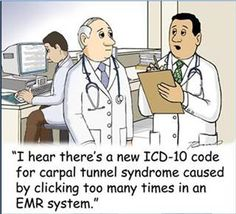 "I hear there's a new ICD-10 code
for carpal tunnel syndrome caused
by clicking too many times in an
EMR system."